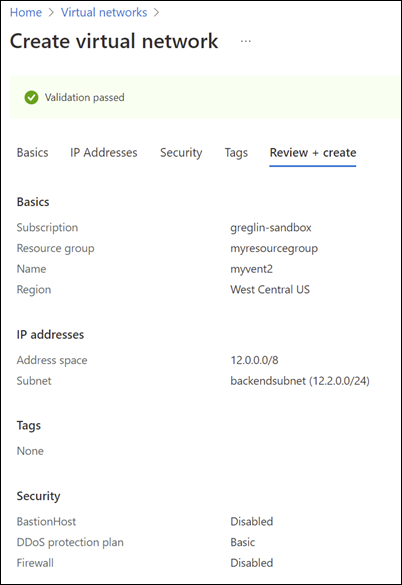 Home > Virtual networks >
Create virtual network ...
Validation passed
Basics IP Addresses Security Tags Review + create
Basics
Subscription greglin-sandbox
Resource group myresourcegroup
Name myvent2
Region West Central US
IP addresses
Address space 12.0.0.0/8
Subnet backendsubnet (12.2.0.0/24)
Tags
None
Security
BastionHost Disabled
DDoS protection plan Basic
Firewall Disabled